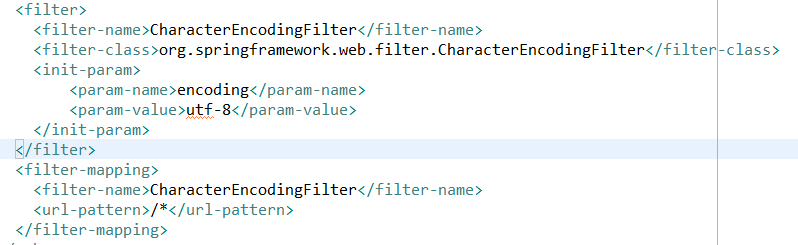 <filter>
<filter-name>CharacterEncodingFilter</filter-name>
<filter-class>org.springframework.web.filter.CharacterEncodingFilter</filter-class>
<init-param>
<param-name>encoding</param-name>
<param-value>utf-8</param-value>
</init-param>
</filter>
<filter-mapping>
<filter-name>CharacterEncodingFilter</filter-name>
<url-pattern>/*</url-pattern>
</filter-mapping>